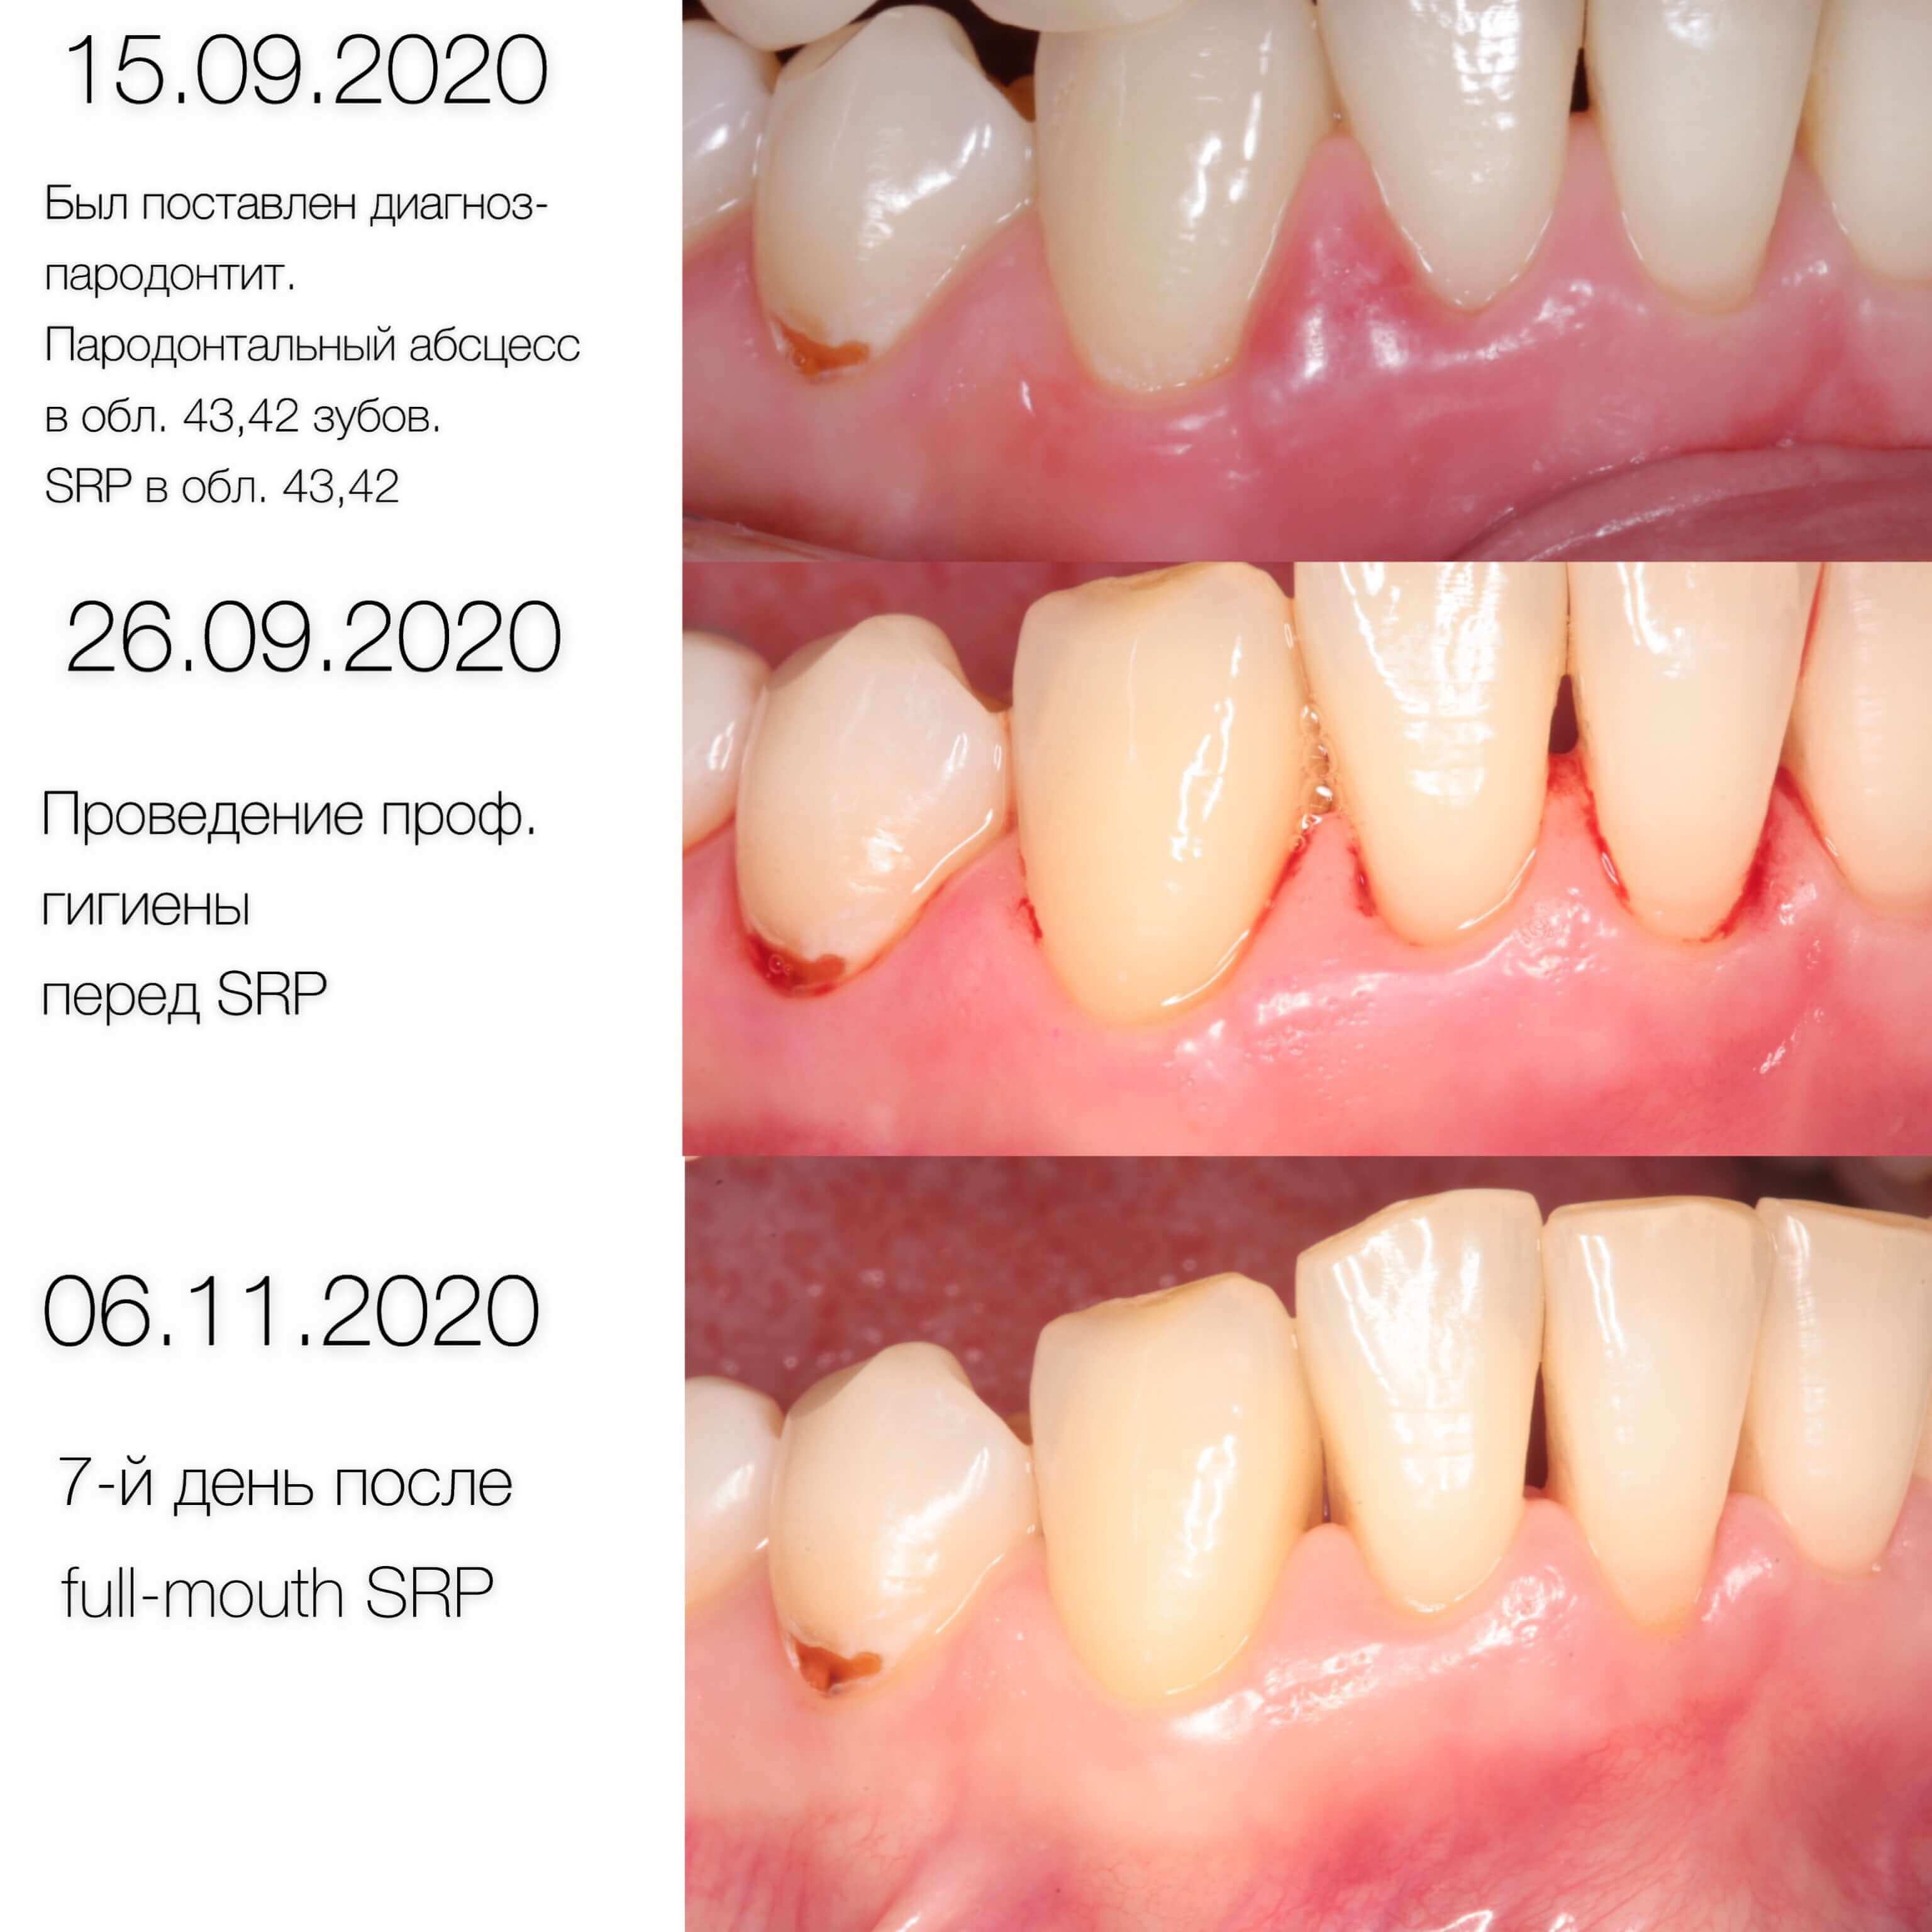 15.09.2020
Был поставлен диагноз-
пародонтит.
Пародонтальный абсцесс
в обл. 43,42 зубов.
SRP в обл. 43,42
26.09.2020
Проведение проф.
гигиены
перед SRP
06.11.2020
7-й день после
full-mouth SRP